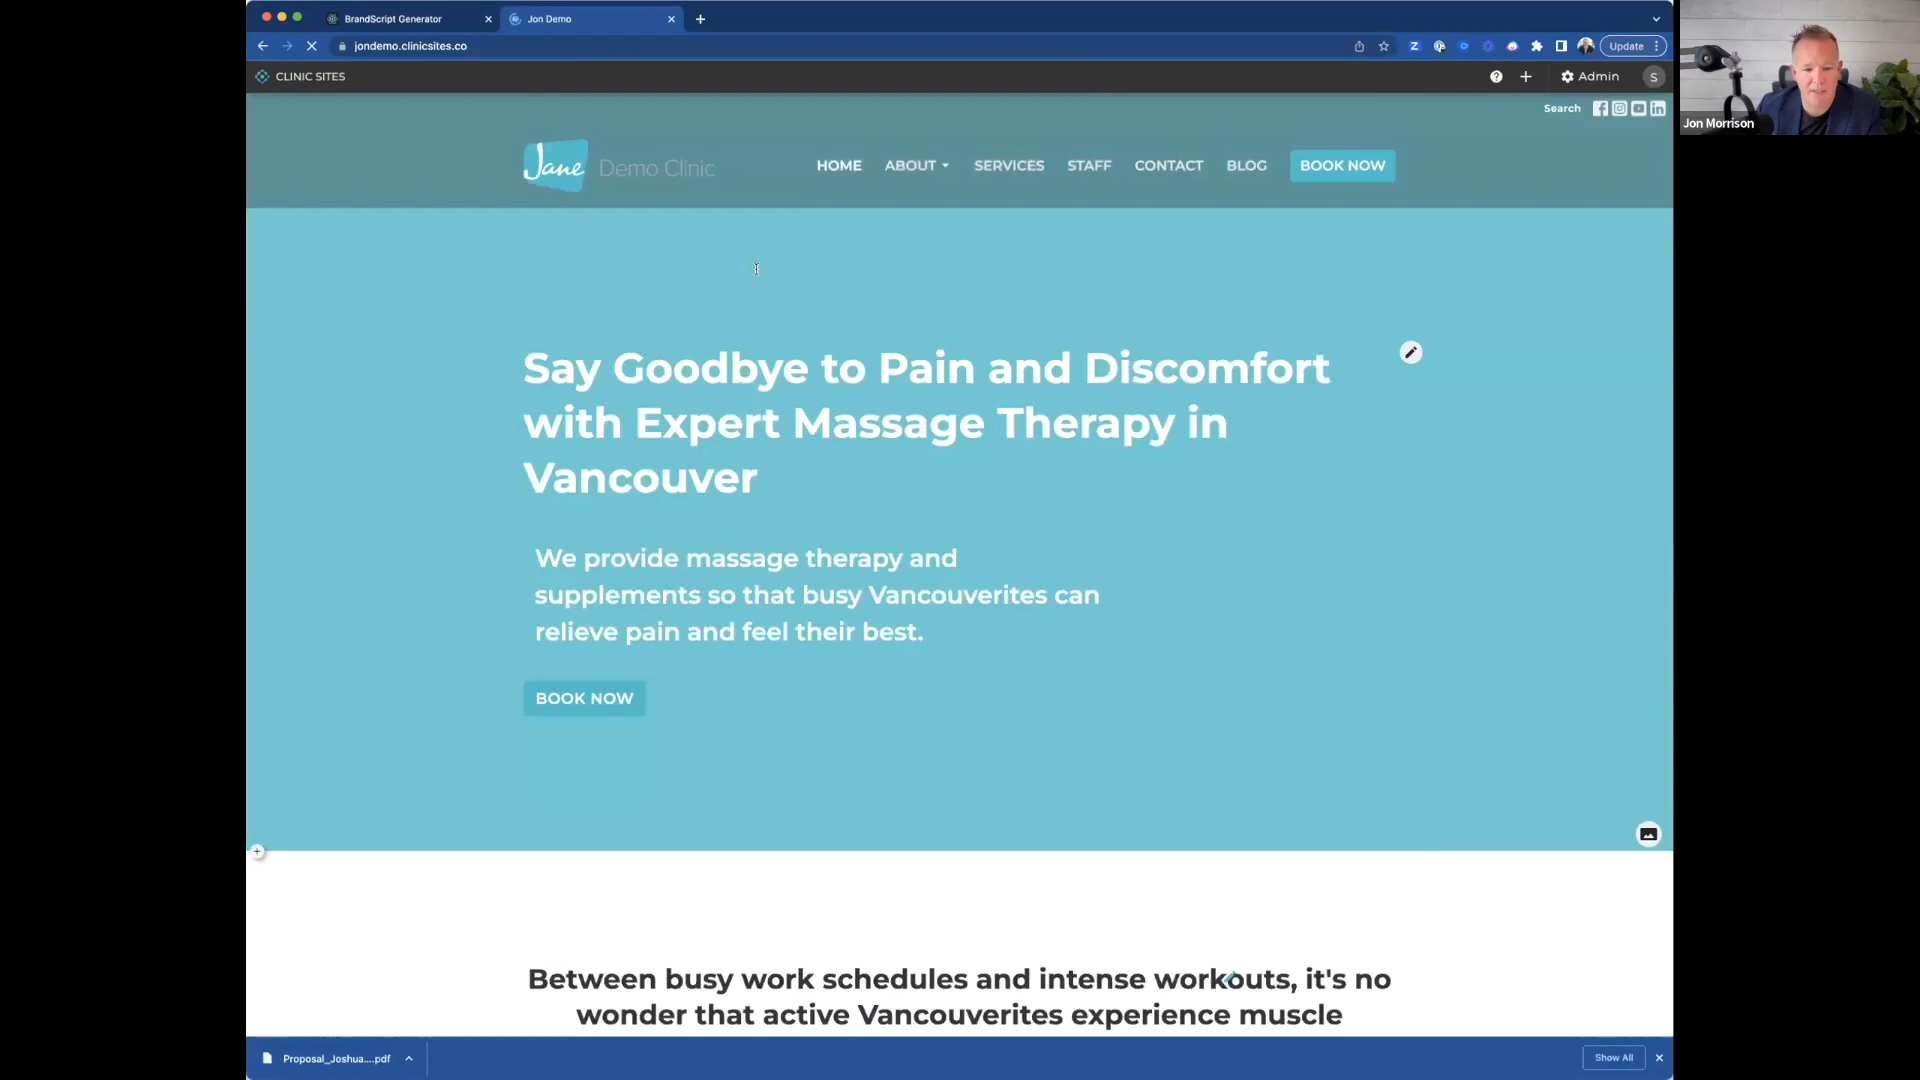 BrandScript Generator
Jon Demo
jondemo.clinicsites.co
Update
CLINIC SITES
Admin
S
Search
Jane Demo Clinic
HOME
ABOUT
SERVICES
STAFF
CONTACT
BLOG
BOOK NOW
Say Goodbye to Pain and Discomfort
with Expert Massage Therapy in
Vancouver
We provide massage therapy and
supplements so that busy Vancouverites can
relieve pain and feel their best.
BOOK NOW
Between busy work schedules and intense workouts, it's no
wonder that active Vancouverites experience muscle
Proposal_Joshua....pdf
Show All
Jon Morrison